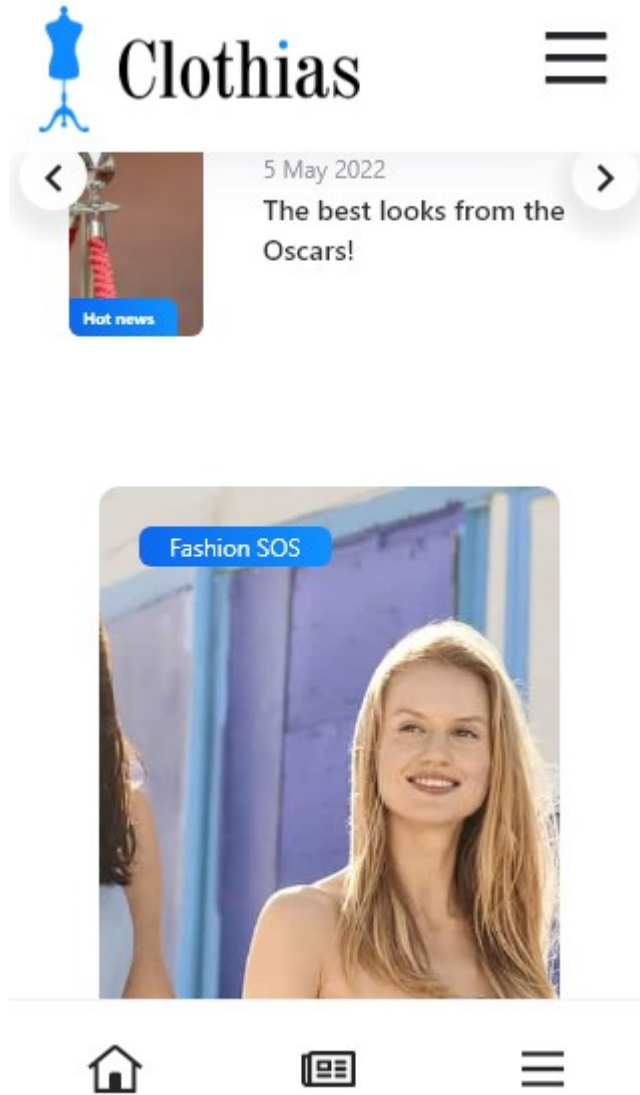 Clothias
5 May 2022
The best looks from the
Oscars!
Hot news
Fashion SOS